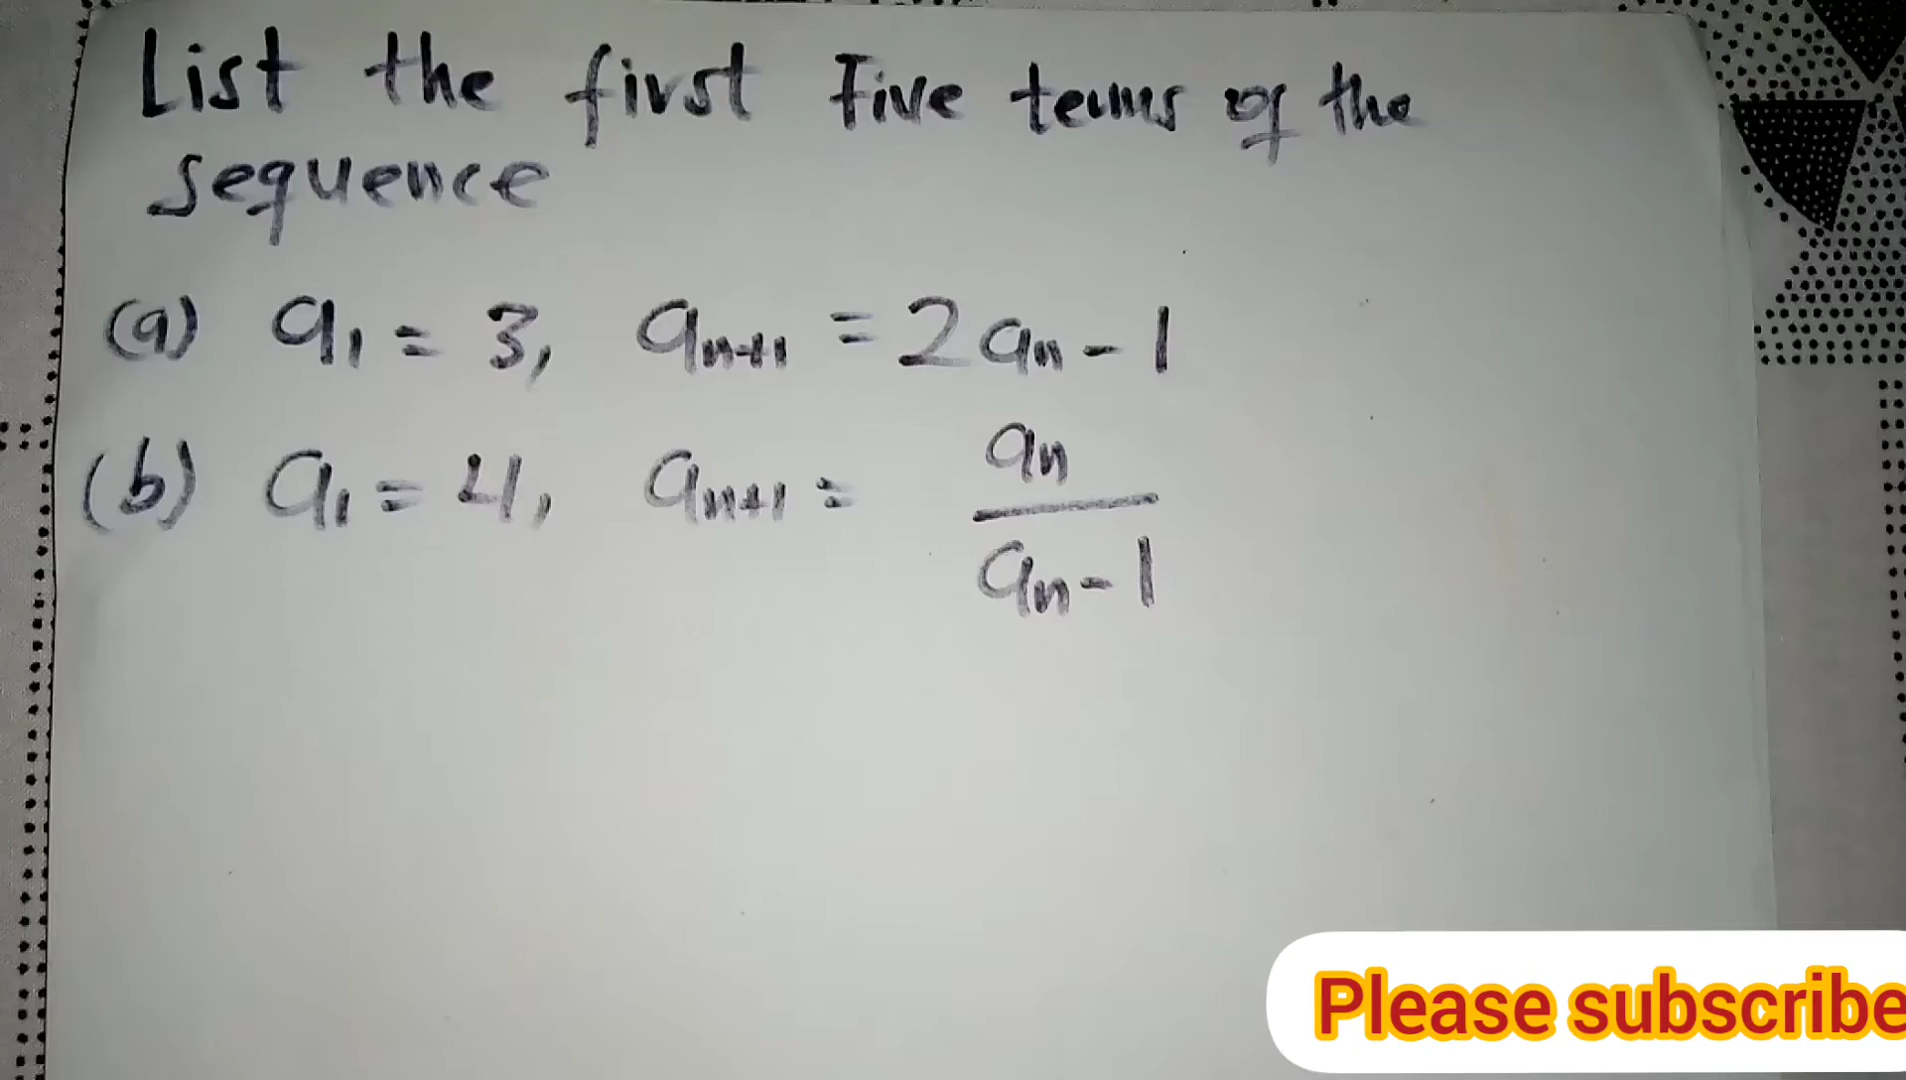 List the first Five terms of the
sequence
(a) a₁ = 3, aₙ₊₁ = 2aₙ - 1
(b) a₁ = 4, aₙ₊₁ = aₙ / (aₙ - 1)
Please subscribe